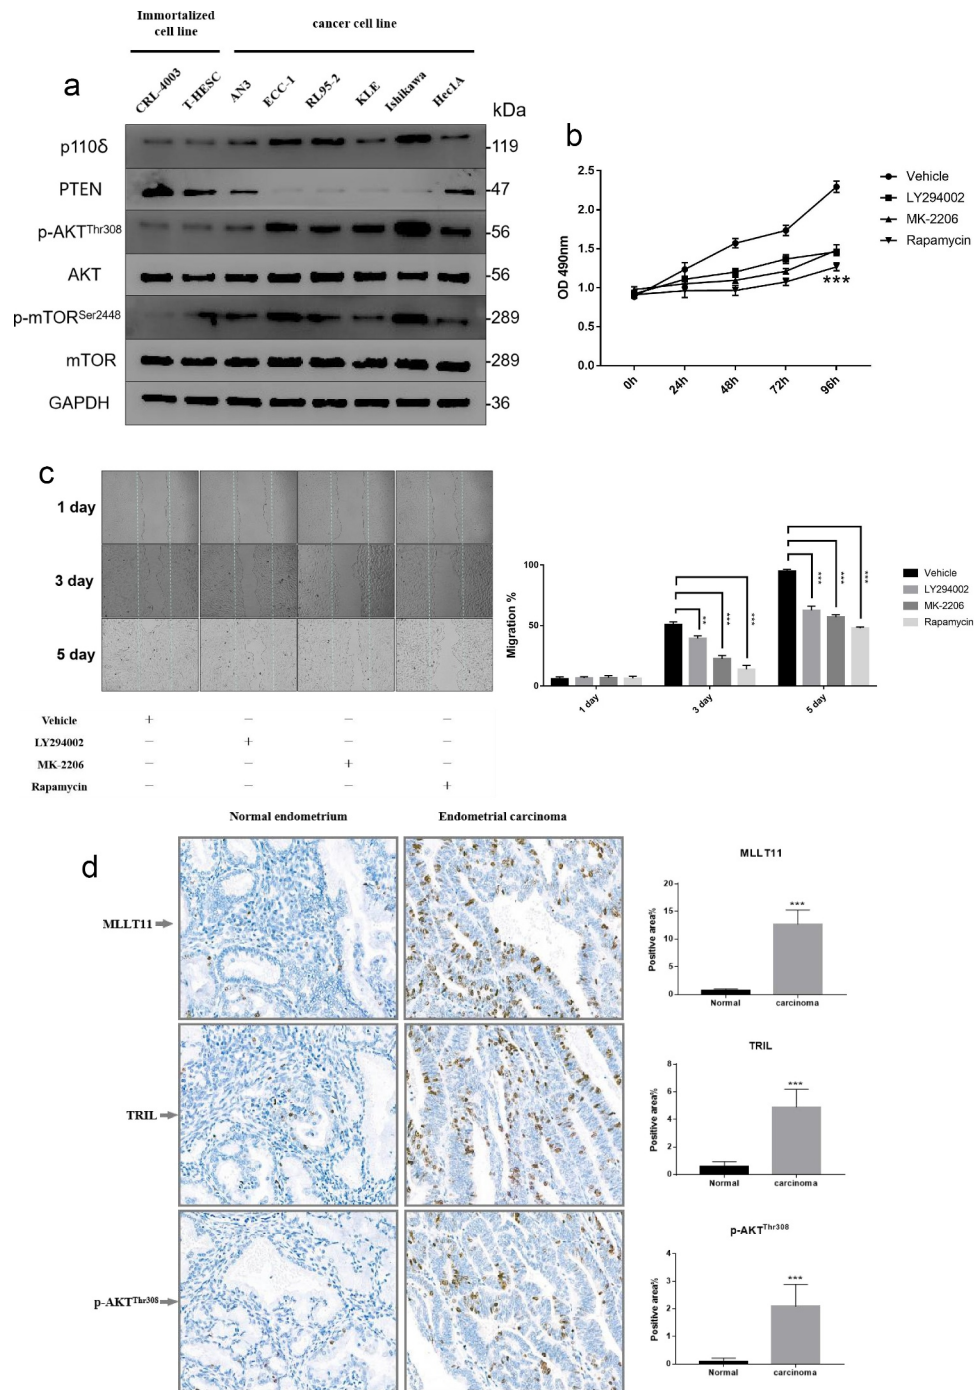 Immortalized
cell line
cancer cell line
a
CRL-4003
T-HESC
AN3
ECC-1
RL95-2
KLE
Ishikawa
Hec1A
kDa
p110δ
-119
PTEN
-47
p-AKTThr308
-56
AKT
-56
p-mTORSer2448
-289
mTOR
-289
GAPDH
-36
b
OD 490nm
2.5
2.0
1.5
1.0
0.5
0h
24h
48h
72h
96h
***
Vehicle
LY294002
MK-2206
Rapamycin
c
1 day
3 day
5 day
Vehicle + − − −
LY294002 − + − −
MK-2206 − − + −
Rapamycin − − − +
Migration %
100
50
0
** *** ***
*** *** ***
1 day
3 day
5 day
Vehicle
LY294002
MK-2206
Rapamycin
d
Normal endometrium
Endometrial carcinoma
MLLT11
TRIL
p-AKTThr308
MLLT11
Positive area%
20
15
10
5
0
***
Normal
carcinoma
TRIL
Positive area%
8
6
4
2
0
***
Normal
carcinoma
p-AKTThr308
Positive area%
4
3
2
1
0
***
Normal
carcinoma